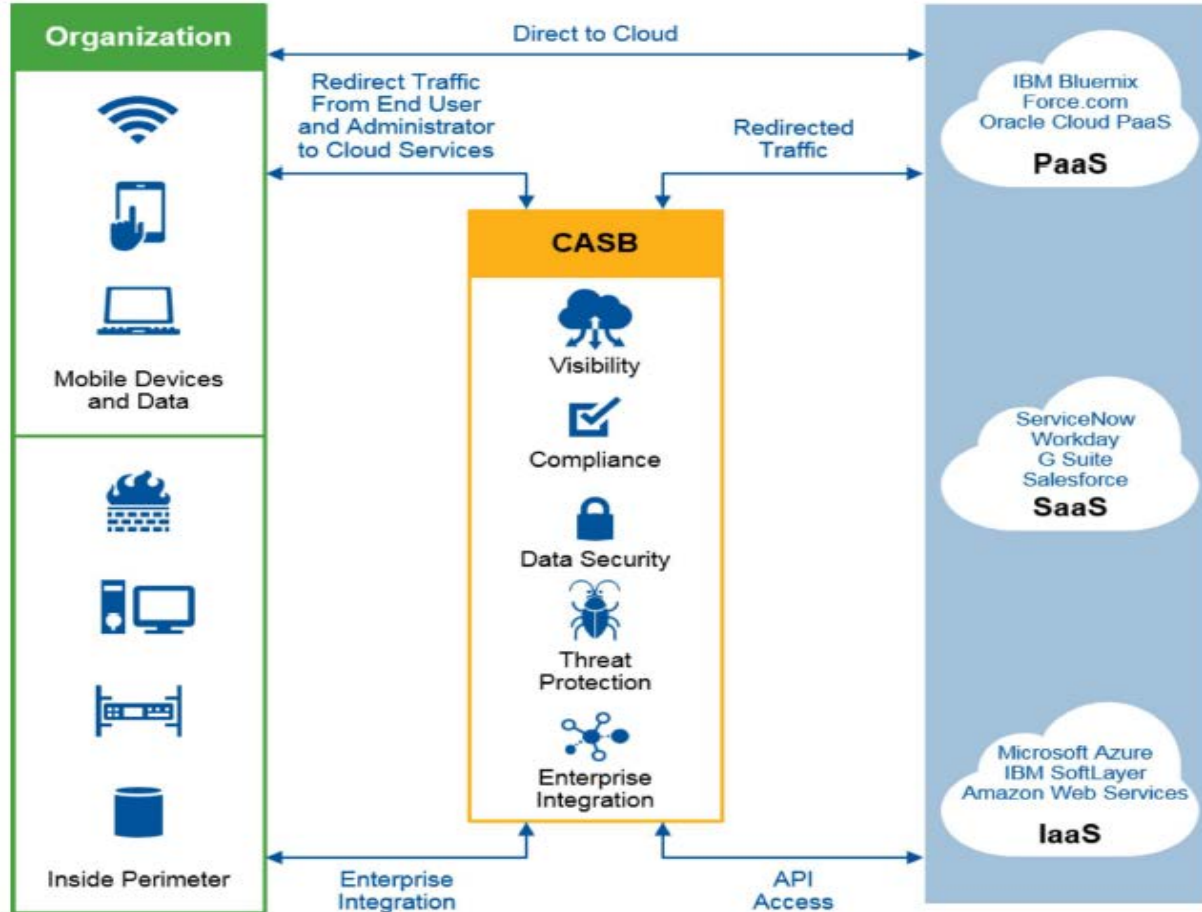 Organization
Direct to Cloud
Redirect Traffic
From End User
and Administrator
to Cloud Services
Redirected
Traffic
IBM Bluemix
Force.com
Oracle Cloud PaaS
PaaS
Mobile Devices
and Data
CASB
Visibility
Compliance
Data Security
Threat
Protection
Enterprise
Integration
ServiceNow
Workday
G Suite
Salesforce
SaaS
Microsoft Azure
IBM SoftLayer
Amazon Web Services
IaaS
Inside Perimeter
Enterprise
Integration
API
Access